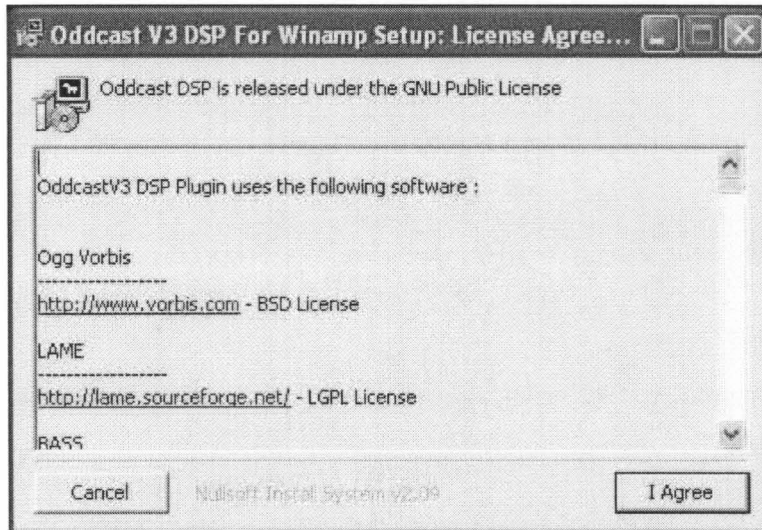 Oddcast V3 DSP For Winamp Setup: License Agree...
Oddcast DSP is released under the GNU Public License
OddcastV3 DSP Plugin uses the following software :
Ogg Vorbis
------------------
http://www.vorbis.com - BSD License
LAME
------------------
http://lame.sourceforge.net/ - LGPL License
BASS
Cancel
Nullsoft Install System v2.09
I Agree